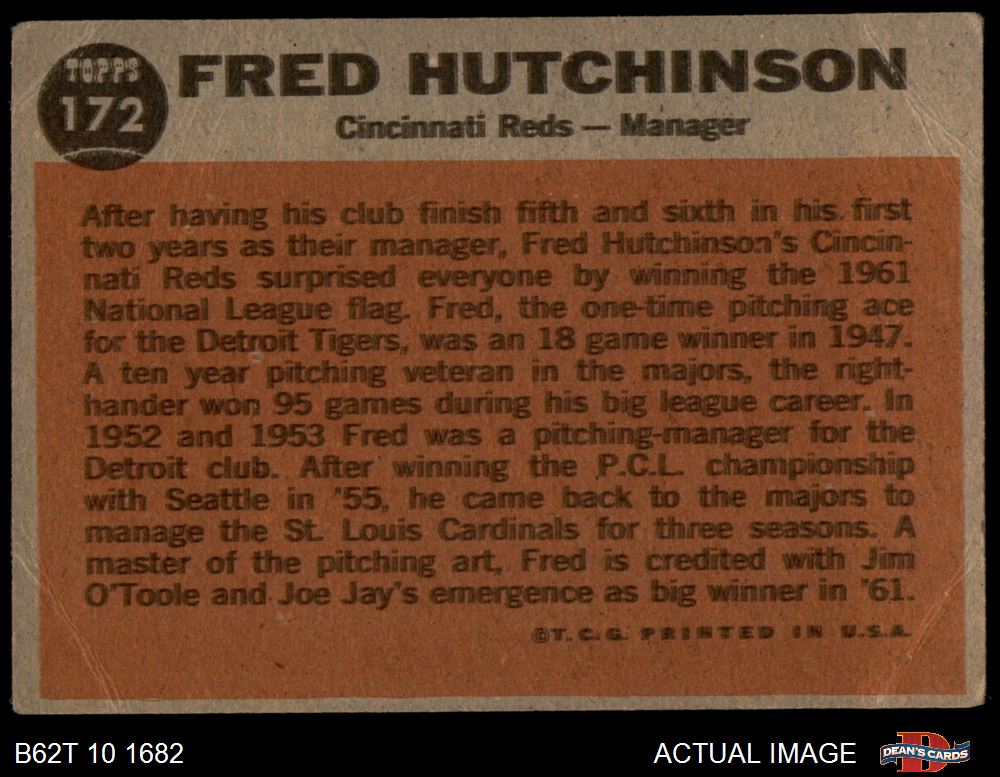 TOPPS
172
FRED HUTCHINSON
Cincinnati Reds — Manager
After having his club finish fifth and sixth in his first
two years as their manager, Fred Hutchinson's Cincin-
nati Reds surprised everyone by winning the 1961
National League flag. Fred, the one-time pitching ace
for the Detroit Tigers, was an 18 game winner in 1947.
A ten year pitching veteran in the majors, the right-
hander won 95 games during his big league career. In
1952 and 1953 Fred was a pitching-manager for the
Detroit club. After winning the P.C.L. championship
with Seattle in '55, he came back to the majors to
manage the St. Louis Cardinals for three seasons. A
master of the pitching art, Fred is credited with Jim
O'Toole and Joe Jay's emergence as big winner in '61.
©T.C.G. PRINTED IN U.S.A.
B62T 10 1682
ACTUAL IMAGE
D
DEAN'S CARDS